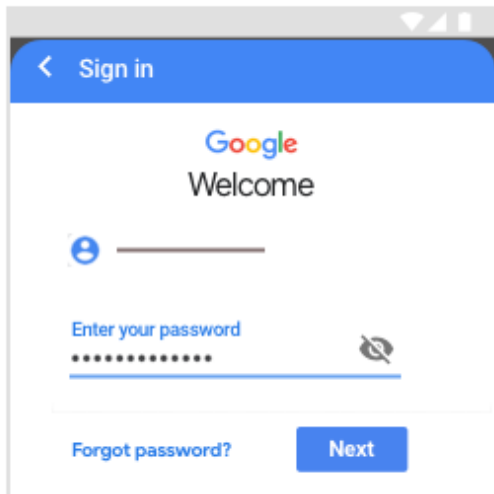 Sign in
Google
Welcome
Enter your password
•••••••••••••
Forgot password?
Next